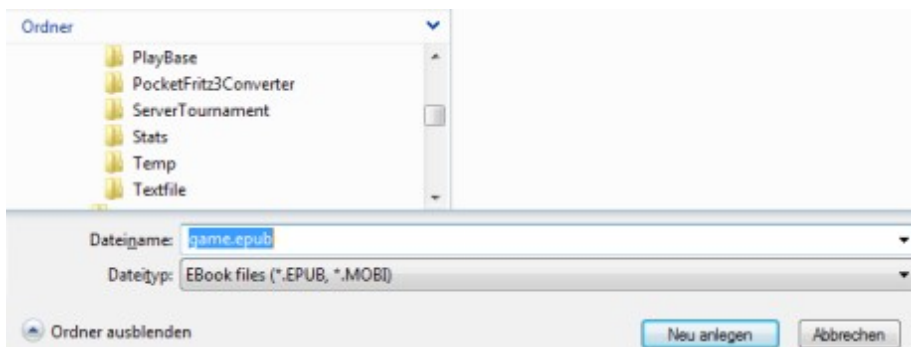 Ordner
PlayBase
PocketFritz3Converter
ServerTournament
Stats
Temp
Textfile
Dateiname: game.epub
Dateityp: EBook files (*.EPUB, *.MOBI)
Ordner ausblenden Neu anlegen Abbrechen